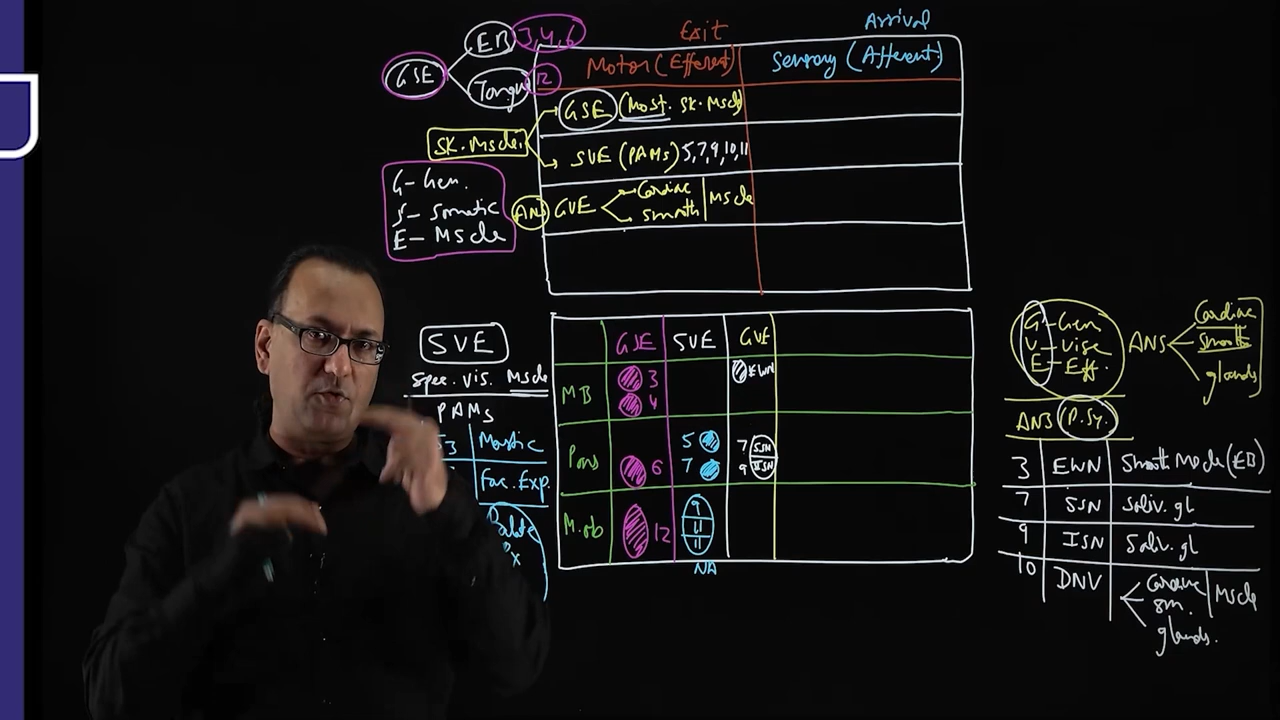 Exit
Arrival
GSE
EB 3,4,6
Tongue 12
Motor (Efferent)
Sensory (Afferent)
GSE (Most. Sk. Mscle
Sk. Mscle.
SVE (PAMs) 5,7,9,10,11
G- Gen.
S- Somatic
E- Mscle
ANS GVE
Cardiac
Smooth
Mscle
SVE
Spec. Vis. Mscle
PAMs
53 Mastic
Fac. Exp.
Palate
Px
GSE SVE GVE
MB
3
4
EWN
Pons
6
5
7
7 SSN
9 ISN
M.ob
12
9
11
NA
G- Gen
V- Visc
E- Eff.
ANS
Cardiac
Smooth
glands
ANS P.Sy.
3 EWN Smooth Mscle (EB)
7 SSN Saliv. gl
9 ISN Saliv. gl
10 DNV
Cardiac
sm.
Mscle
glands.